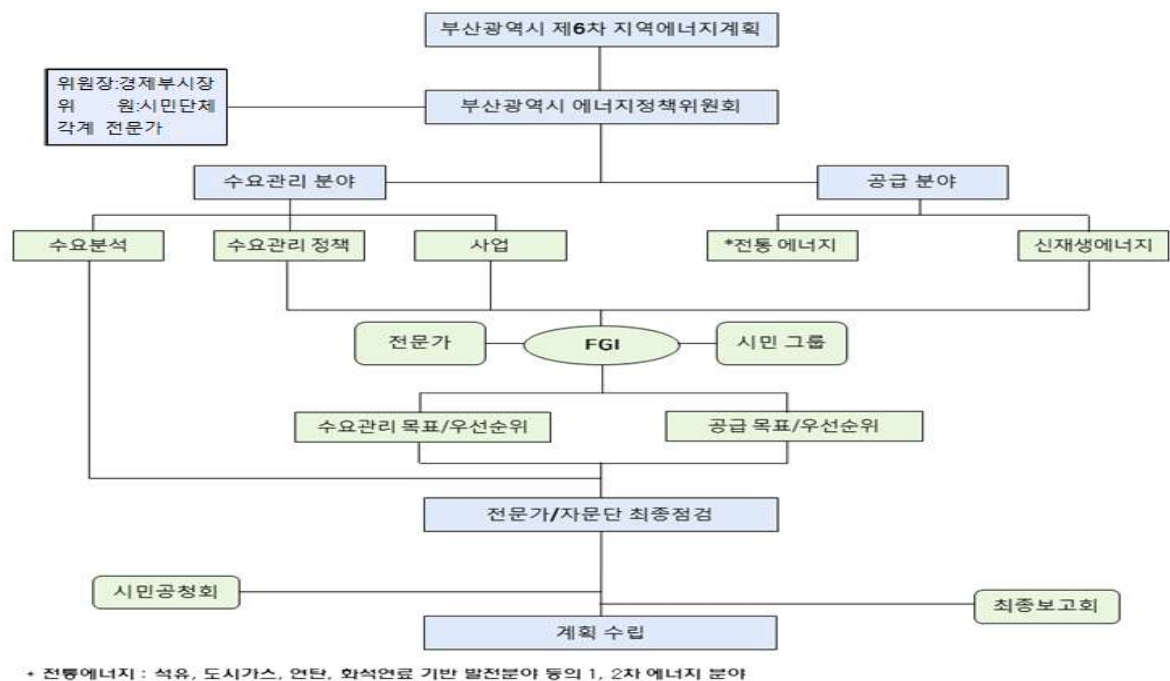 부산광역시 제6차 지역에너지계획
위원장:경제부시장
위 원:시민단체
각계 전문가
부산광역시 에너지정책위원회
수요관리 분야
공급 분야
수요분석
수요관리 정책
사업
*전통 에너지
신재생에너지
전문가
FGI
시민 그룹
수요관리 목표/우선순위
공급 목표/우선순위
전문가/자문단 최종점검
시민공청회
최종보고회
계획 수립
* 전통에너지 : 석유, 도시가스, 연탄, 화석연료 기반 발전분야 등의 1, 2차 에너지 분야